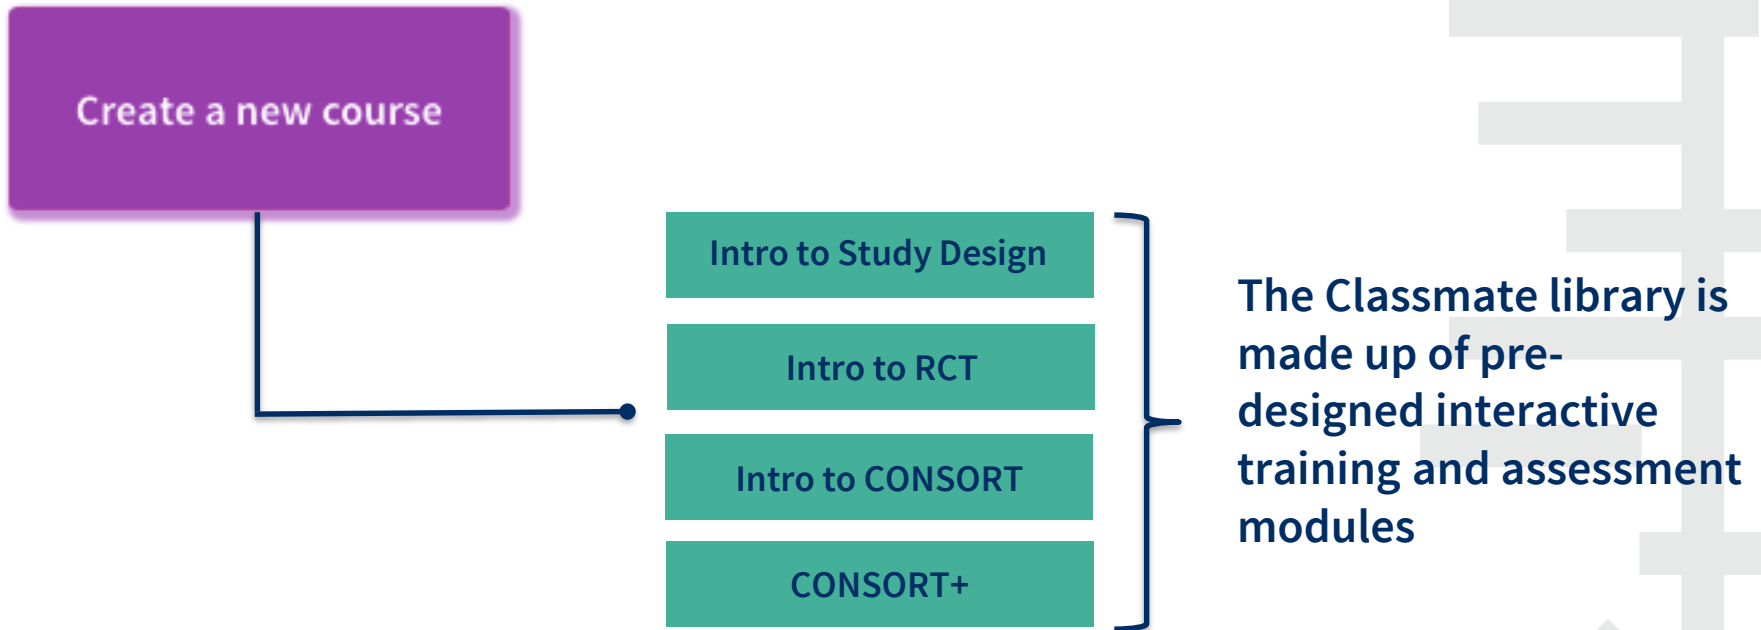 Create a new course
Intro to Study Design
Intro to RCT
Intro to CONSORT
CONSORT+
The Classmate library is
made up of pre-
designed interactive
training and assessment
modules